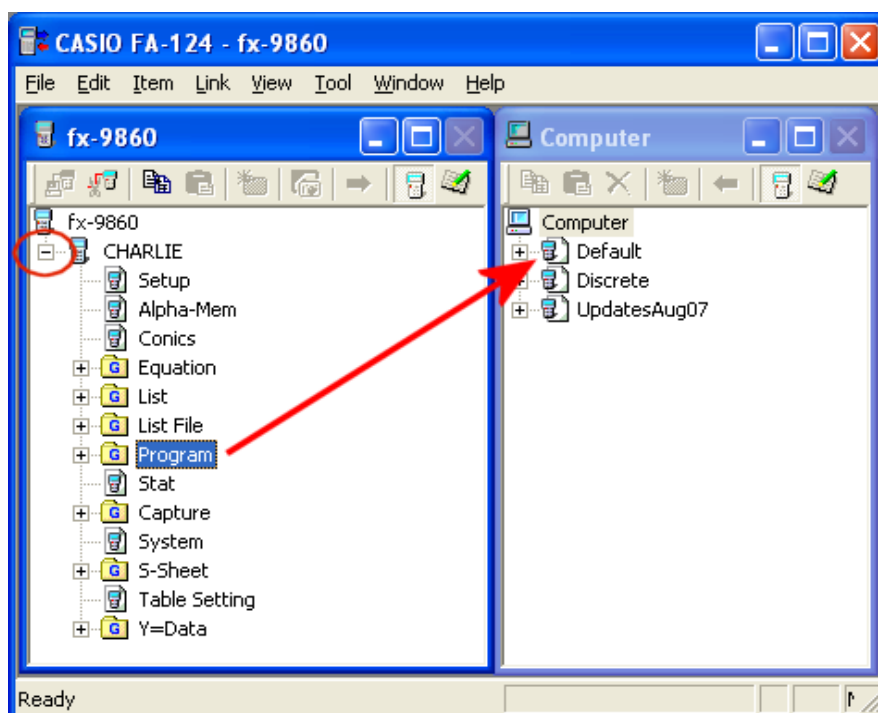 CASIO FA-124 - fx-9860
File Edit Item Link View Tool Window Help
fx-9860
fx-9860
CHARLIE
Setup
Alpha-Mem
Conics
G Equation
G List
G List File
G Program
Stat
G Capture
System
G S-Sheet
Table Setting
G Y=Data
Computer
Computer
Default
Discrete
UpdatesAug07
Ready